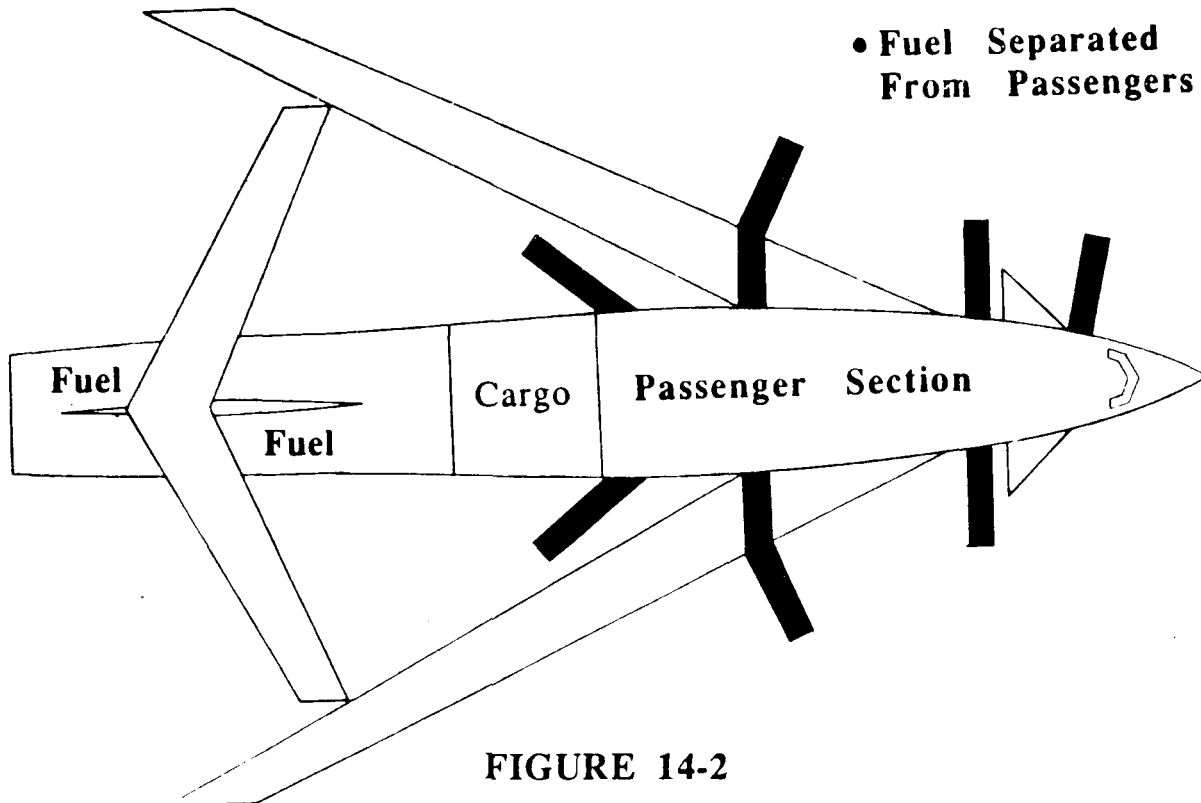 • Fuel Separated
From Passengers
Fuel
Cargo
Passenger Section
Fuel
FIGURE 14-2